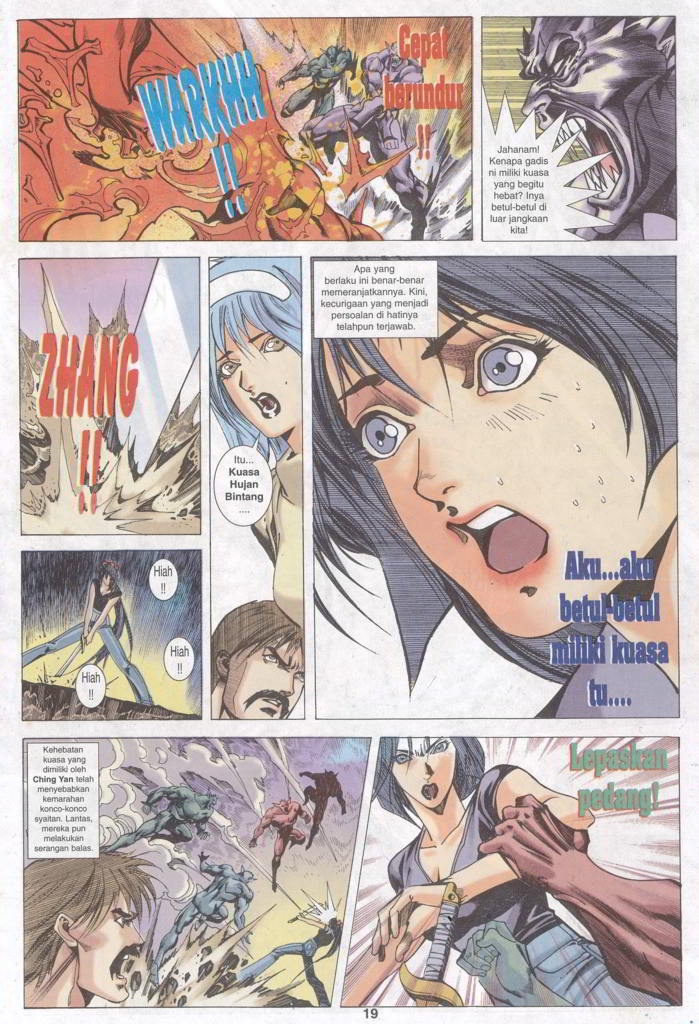 WARKHH
!!
Cepat
berundur
!!
Jahanam!
Kenapa gadis
ni miliki kuasa
yang begitu
hebat? Inya
betul-betul di
luar jangkaan
kita!
ZHANG
!!
Itu...
Kuasa
Hujan
Bintang
....
Apa yang
berlaku ini benar-benar
memeranjatkannya. Kini,
kecurigaan yang menjadi
persoalan di hatinya
telahpun terjawab.
Aku...aku
betul-betul
miliki kuasa
tu....
Hiah
!!
Hiah
!!
Hiah
!!
Kehebatan
kuasa yang
dimiliki oleh
Ching Yan telah
menyebabkan
kemarahan
konco-konco
syaitan. Lantas,
mereka pun
melakukan
serangan balas.
Lepaskan
pedang!
19